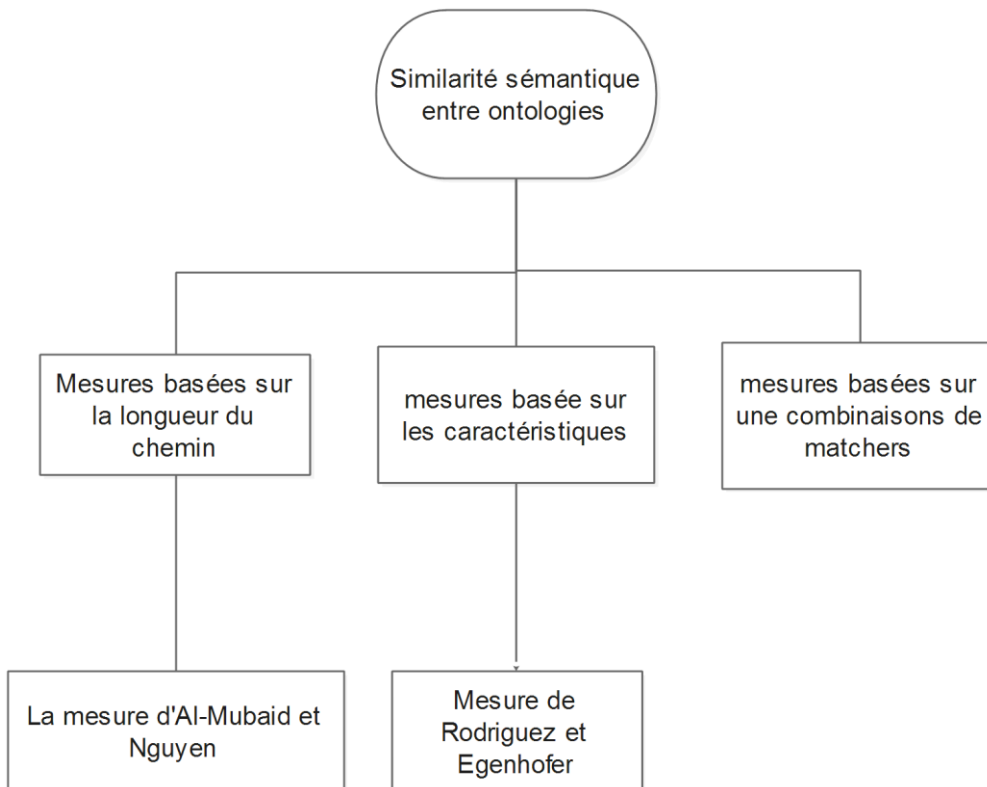 Similarité sémantique
entre ontologies
Mesures basées sur
la longueur du
chemin
mesures basée sur
les caractéristiques
mesures basées sur
une combinaisons de
matchers
La mesure d'Al-Mubaid et
Nguyen
Mesure de
Rodriguez et
Egenhofer